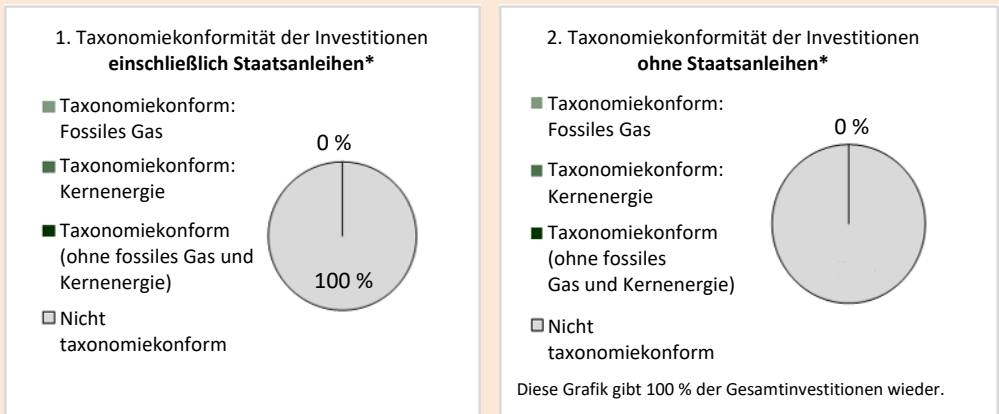 1. Taxonomiekonformität der Investitionen
einschließlich Staatsanleihen*
Taxonomiekonform:
Fossiles Gas
Taxonomiekonform:
Kernenergie
Taxonomiekonform
(ohne fossiles Gas und
Kernenergie)
Nicht
taxonomiekonform
0 %
100 %
2. Taxonomiekonformität der Investitionen
ohne Staatsanleihen*
Taxonomiekonform:
Fossiles Gas
Taxonomiekonform:
Kernenergie
Taxonomiekonform
(ohne fossiles
Gas und Kernenergie)
Nicht
taxonomiekonform
0 %
Diese Grafik gibt 100 % der Gesamtinvestitionen wieder.